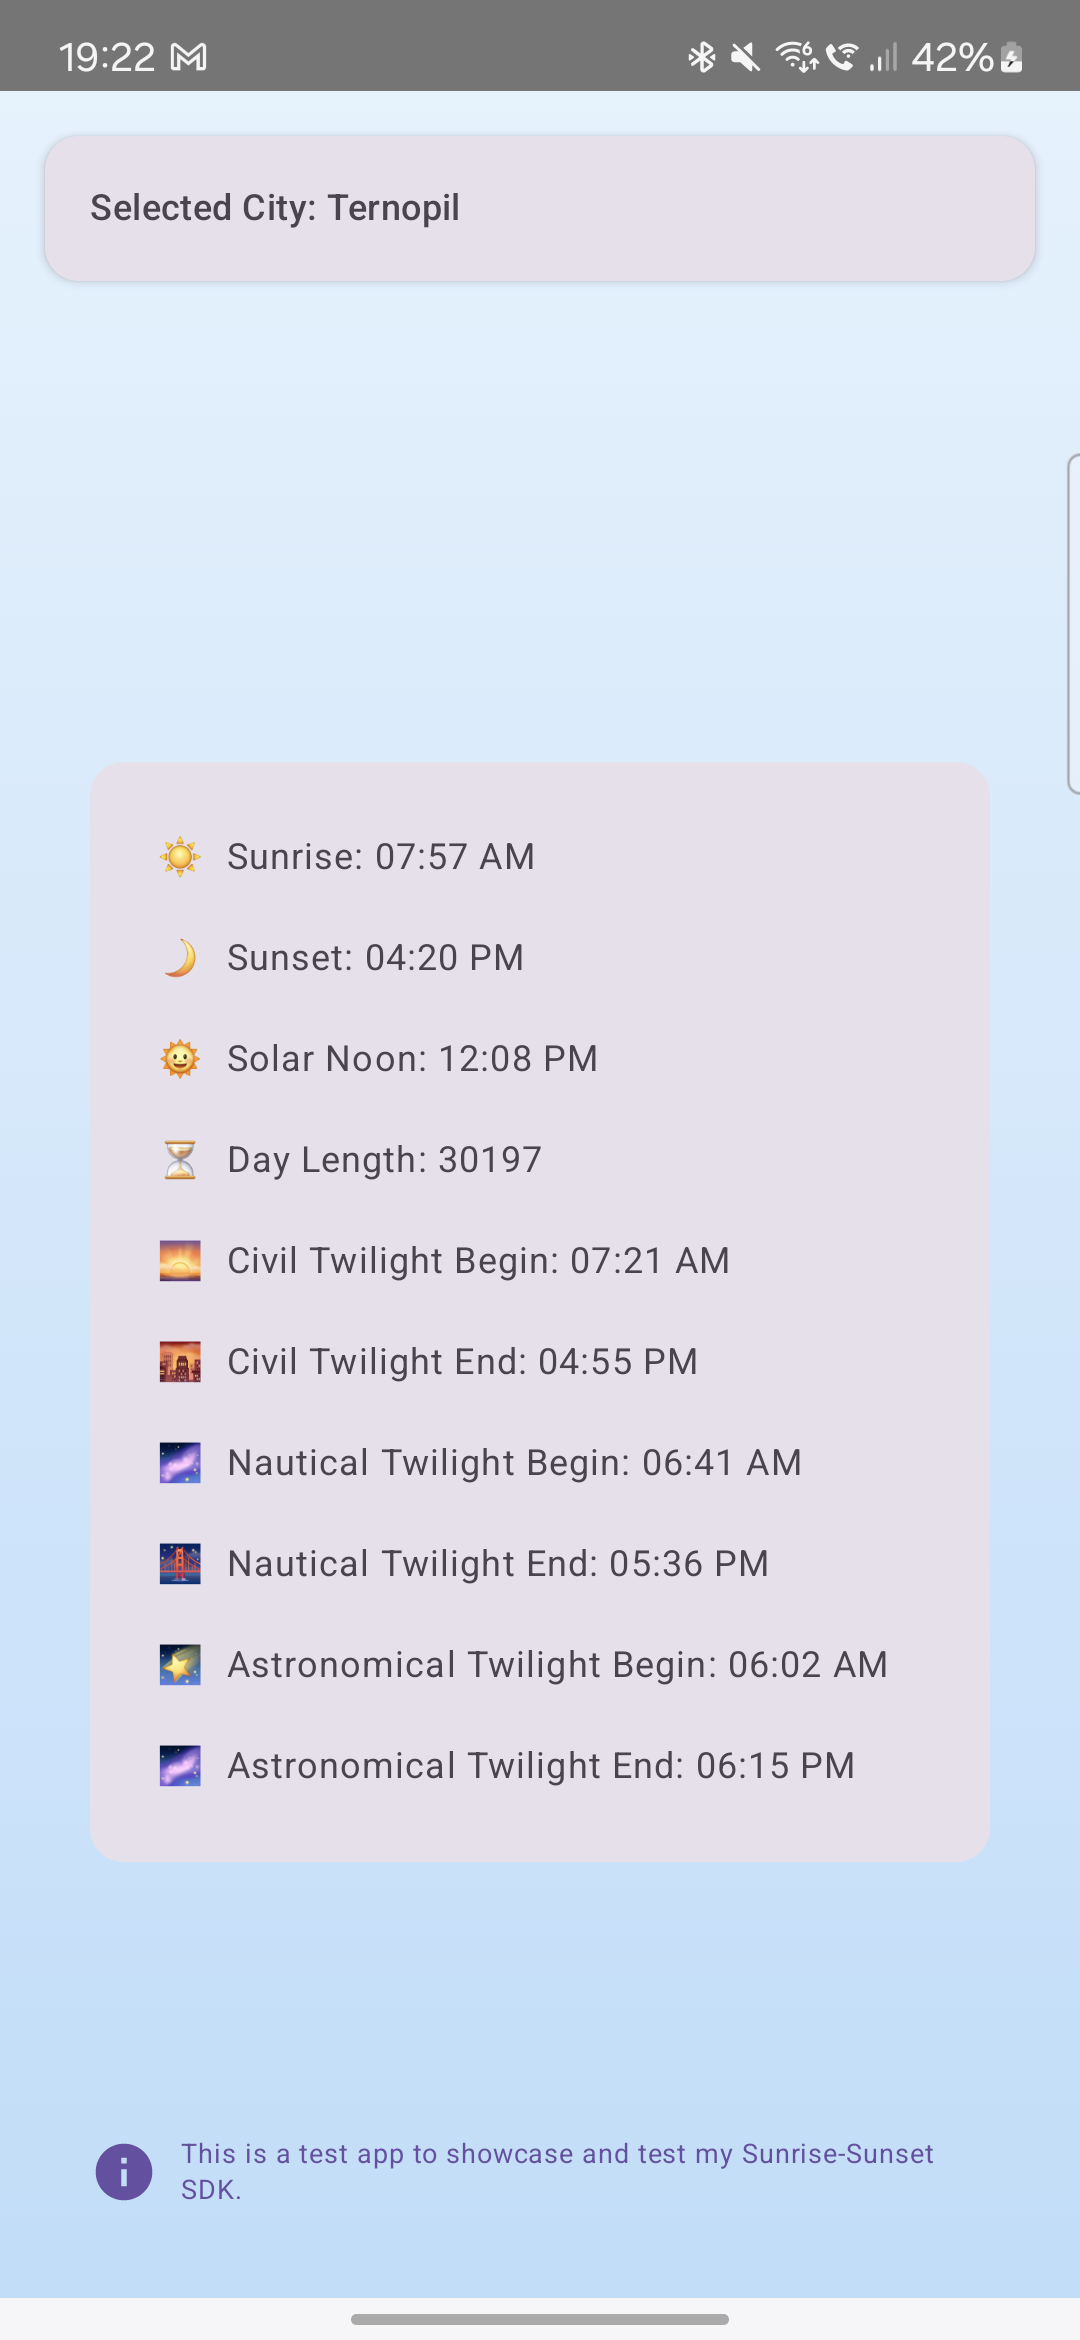 19:22
42%
Selected City: Ternopil
Sunrise: 07:57 AM
Sunset: 04:20 PM
Solar Noon: 12:08 PM
Day Length: 30197
Civil Twilight Begin: 07:21 AM
Civil Twilight End: 04:55 PM
Nautical Twilight Begin: 06:41 AM
Nautical Twilight End: 05:36 PM
Astronomical Twilight Begin: 06:02 AM
Astronomical Twilight End: 06:15 PM
This is a test app to showcase and test my Sunrise-Sunset
SDK.